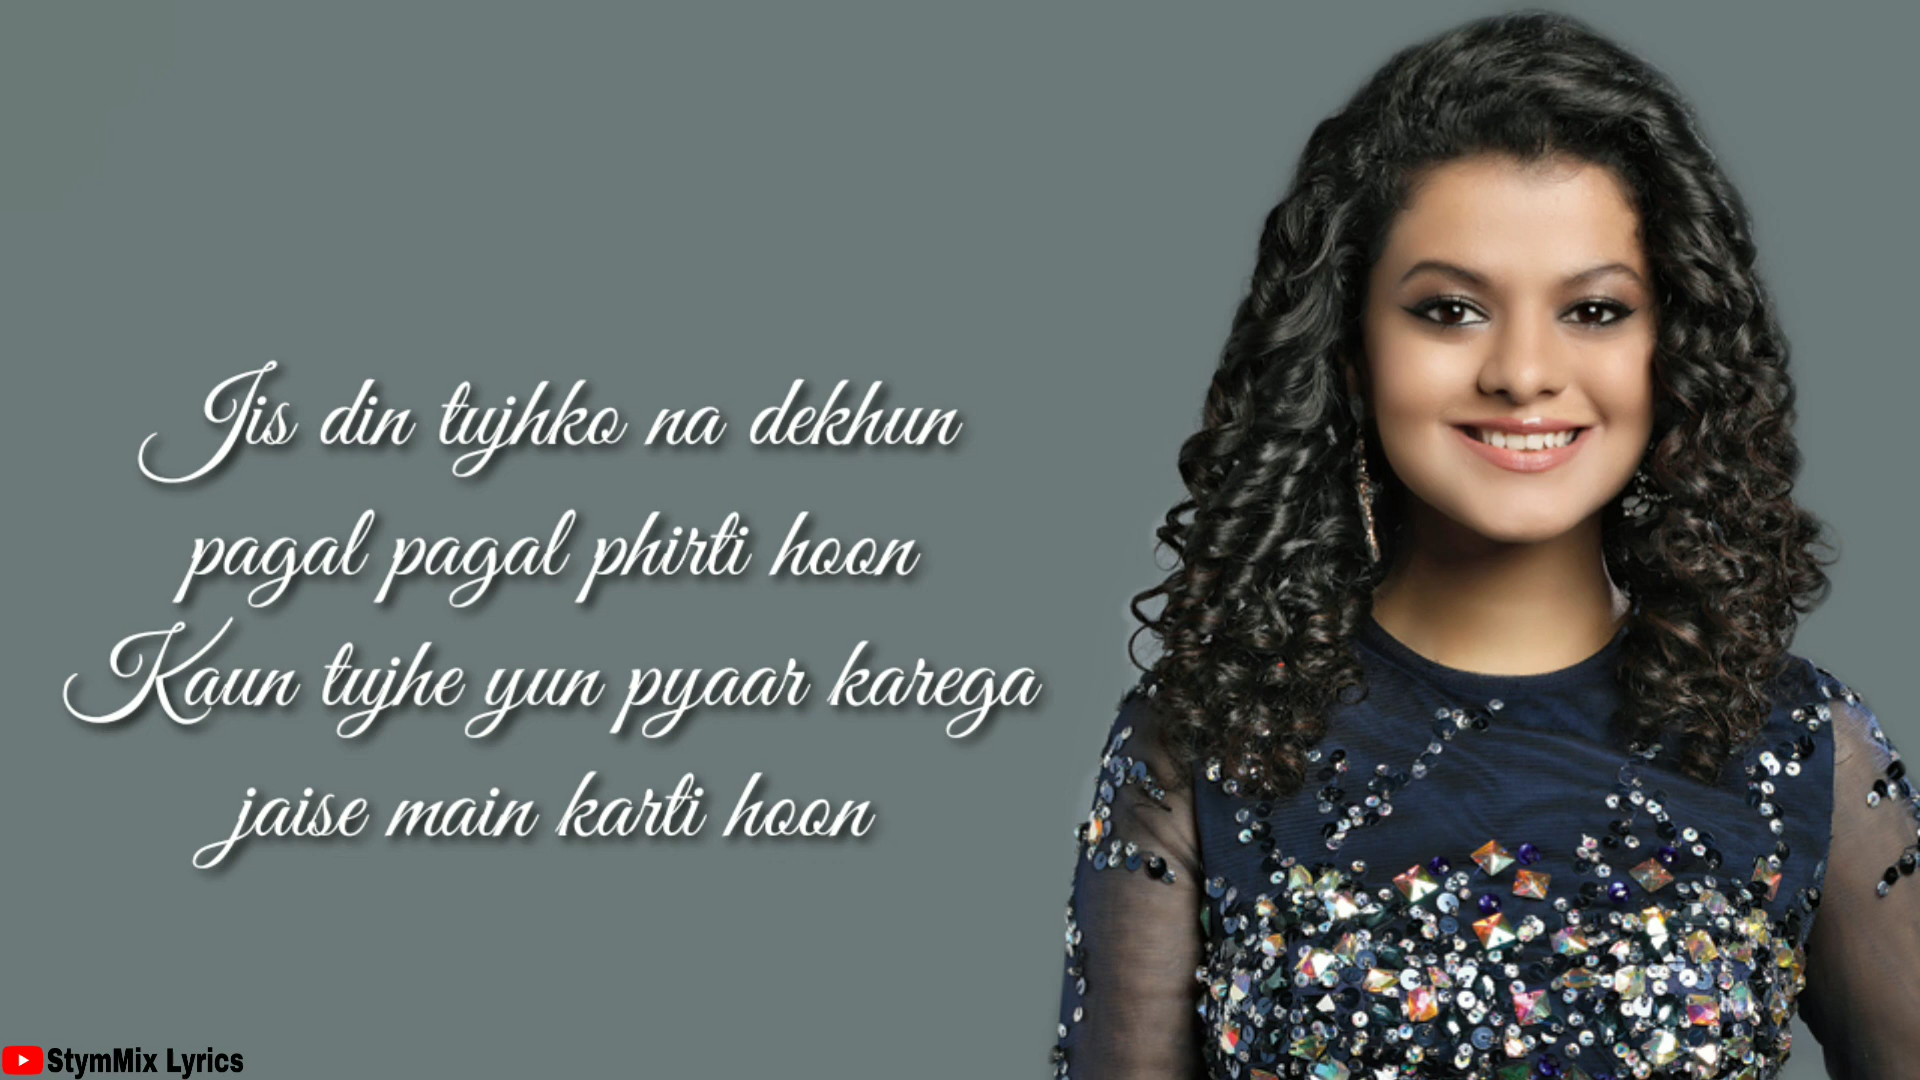 Jis din tujhko na dekhun
pagal pagal phirti hoon
Kaun tujhe yun pyaar karega
jaise main karti hoon
StymMix Lyrics